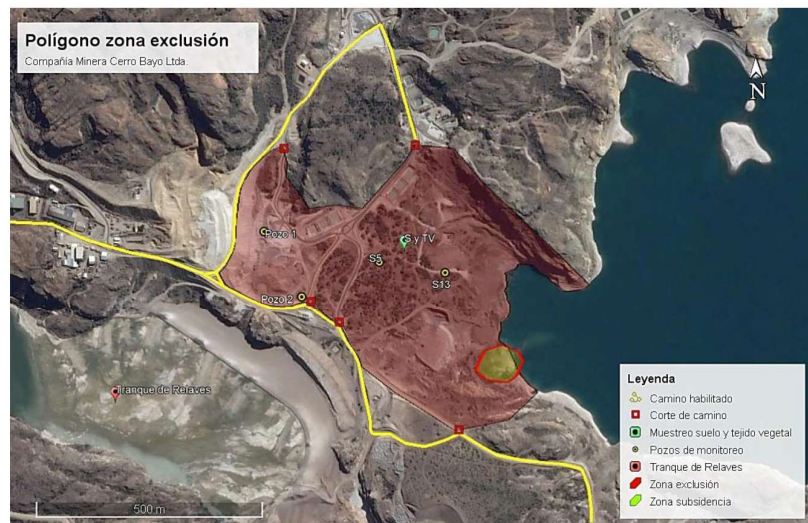 Polígono zona exclusión
Compañía Minera Cerro Bayo Ltda.
N
Pozo 1
S y TV
S5
S13
Pozo 2
Tranque de Relaves
500 m
Leyenda
Camino habilitado
Corte de camino
Muestreo suelo y tejido vegetal
Pozos de monitoreo
Tranque de Relaves
Zona exclusión
Zona subsidencia